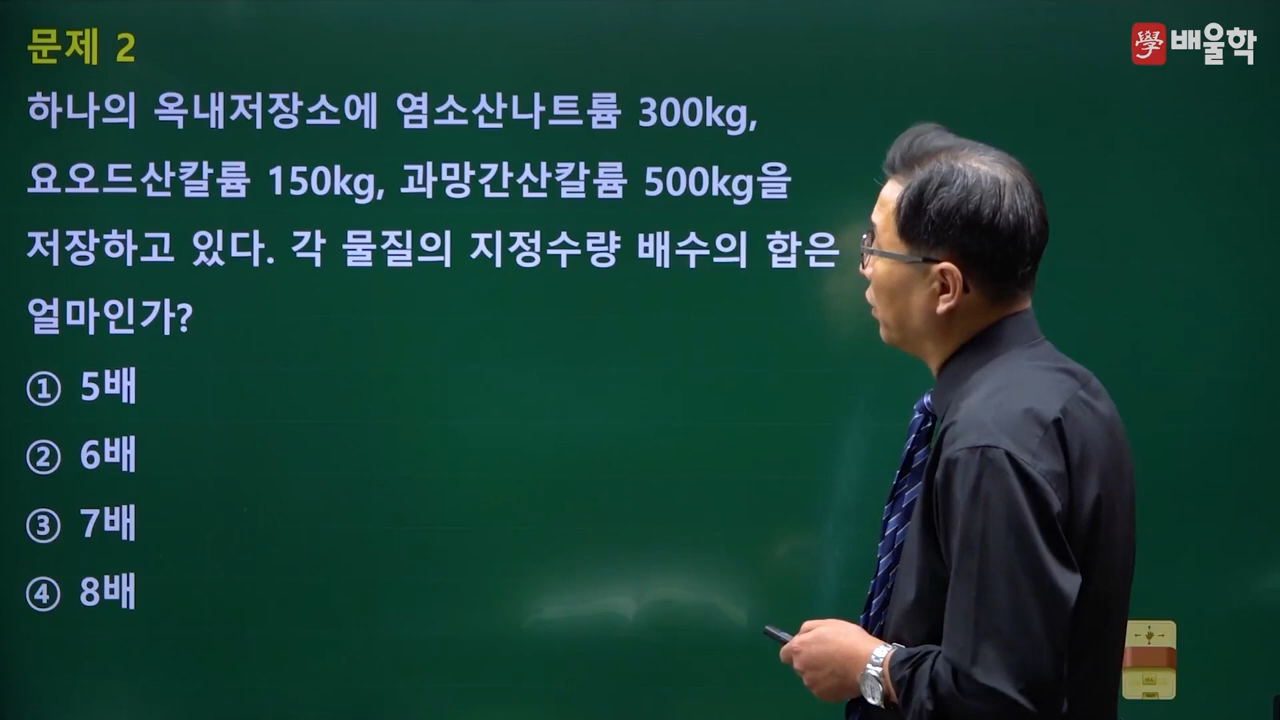 문제 2
學 배울학
하나의 옥내저장소에 염소산나트륨 300kg,
요오드산칼륨 150kg, 과망간산칼륨 500kg을
저장하고 있다. 각 물질의 지정수량 배수의 합은
얼마인가?
① 5배
② 6배
③ 7배
④ 8배